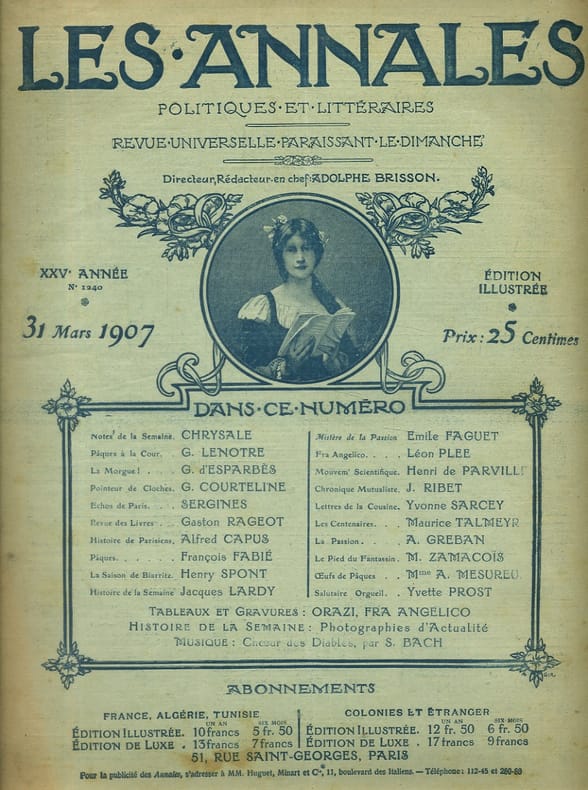 LES·ANNALES
POLITIQUES·ET·LITTÉRAIRES
REVUE·UNIVERSELLE·PARAISSANT·LE·DIMANCHE
Directeur, Rédacteur en chef: ADOLPHE BRISSON.
XXVe ANNÉE
No 1240
31 Mars 1907
ÉDITION
ILLUSTRÉE
Prix: 25 Centimes
DANS·CE·NUMÉRO
Notes de la Semaine. CHRYSALE
Pâques à la Cour. G. LENOTRE
La Morgue! . . . . G. d'ESPARBÈS
Pointeur de Cloches. G. COURTELINE
Echos de Paris. . . SERGINES
Revue des Livres . . Gaston RAGEOT
Histoire de Parisiens, Alfred CAPUS
Pâques. . . . . . François FABIÉ
La Saison de Biarritz. Henry SPONT
Histoire de la Semaine Jacques LARDY
Mistère de la Passion Emile FAGUET
Fra Angelico. . . . Léon PLEE
Mouvemt Scientifique. Henri de PARVILLE
Chronique Mutualiste. J. RIBET
Lettres de la Cousine. Yvonne SARCEY
Les Centenaires. . . Maurice TALMEYR
La Passion. . . . A. GREBAN
Le Pied du Fantassin. M. ZAMACOÏS
Œufs de Pâques . . Mme A. MESUREU
Salutaire Orgueil. . Yvette PROST
TABLEAUX ET GRAVURES: ORAZI, FRA ANGELICO
HISTOIRE DE LA SEMAINE: Photographies d'Actualité
MUSIQUE: Chœur des Diables, par S. BACH
ABONNEMENTS
FRANCE, ALGÉRIE, TUNISIE
UN AN SIX MOIS
ÉDITION ILLUSTRÉE. 10 francs 5 fr. 50
ÉDITION DE LUXE . 13 francs 7 francs
COLONIES ET ÉTRANGER
UN AN SIX MOIS
ÉDITION ILLUSTRÉE. 12 fr. 50 6 fr. 50
ÉDITION DE LUXE . 17 francs 9 francs
51, RUE SAINT-GEORGES, PARIS
Pour la publicité des Annales, s'adresser à MM. Huguet, Minart et Cie, 11, boulevard des Italiens. — Téléphone: 112-45 et 280-89